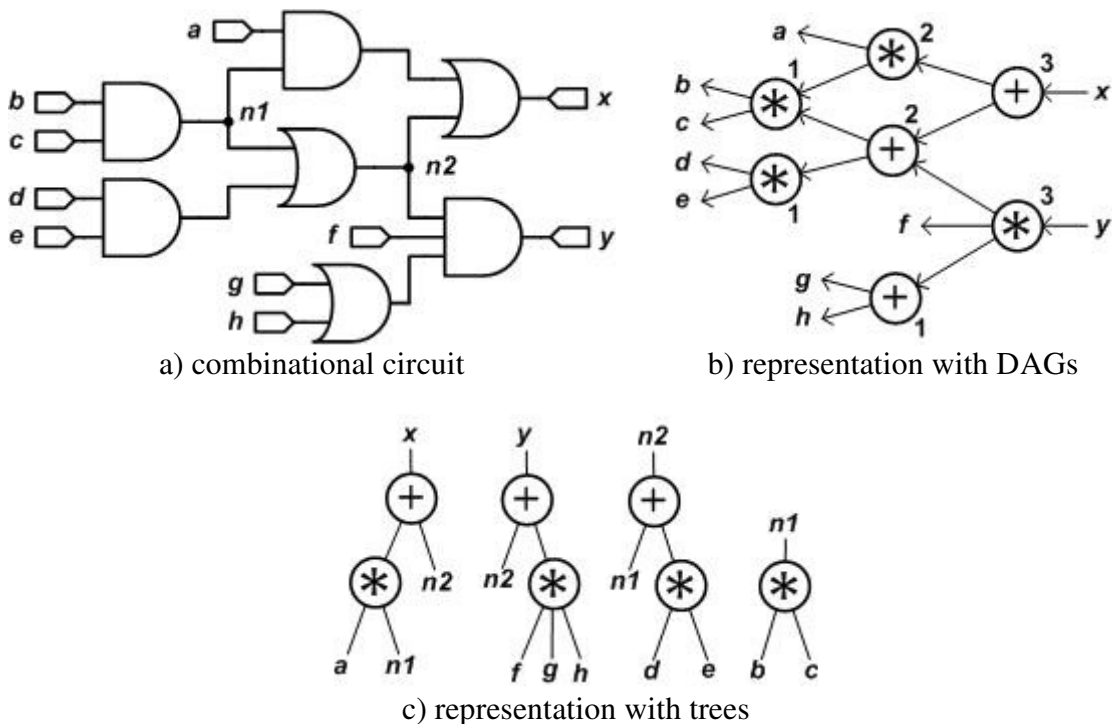 a
b
c
n1
x
d
e
n2
f
y
g
h
a) combinational circuit
a
*
2
b
1
*
c
3
+
x
2
+
d
*
e
1
f
3
*
y
g
+
h
1
b) representation with DAGs
x y n2
+ + + n1
* n2 n2 * n1 * *
a n1 f g h d e b c
c) representation with trees